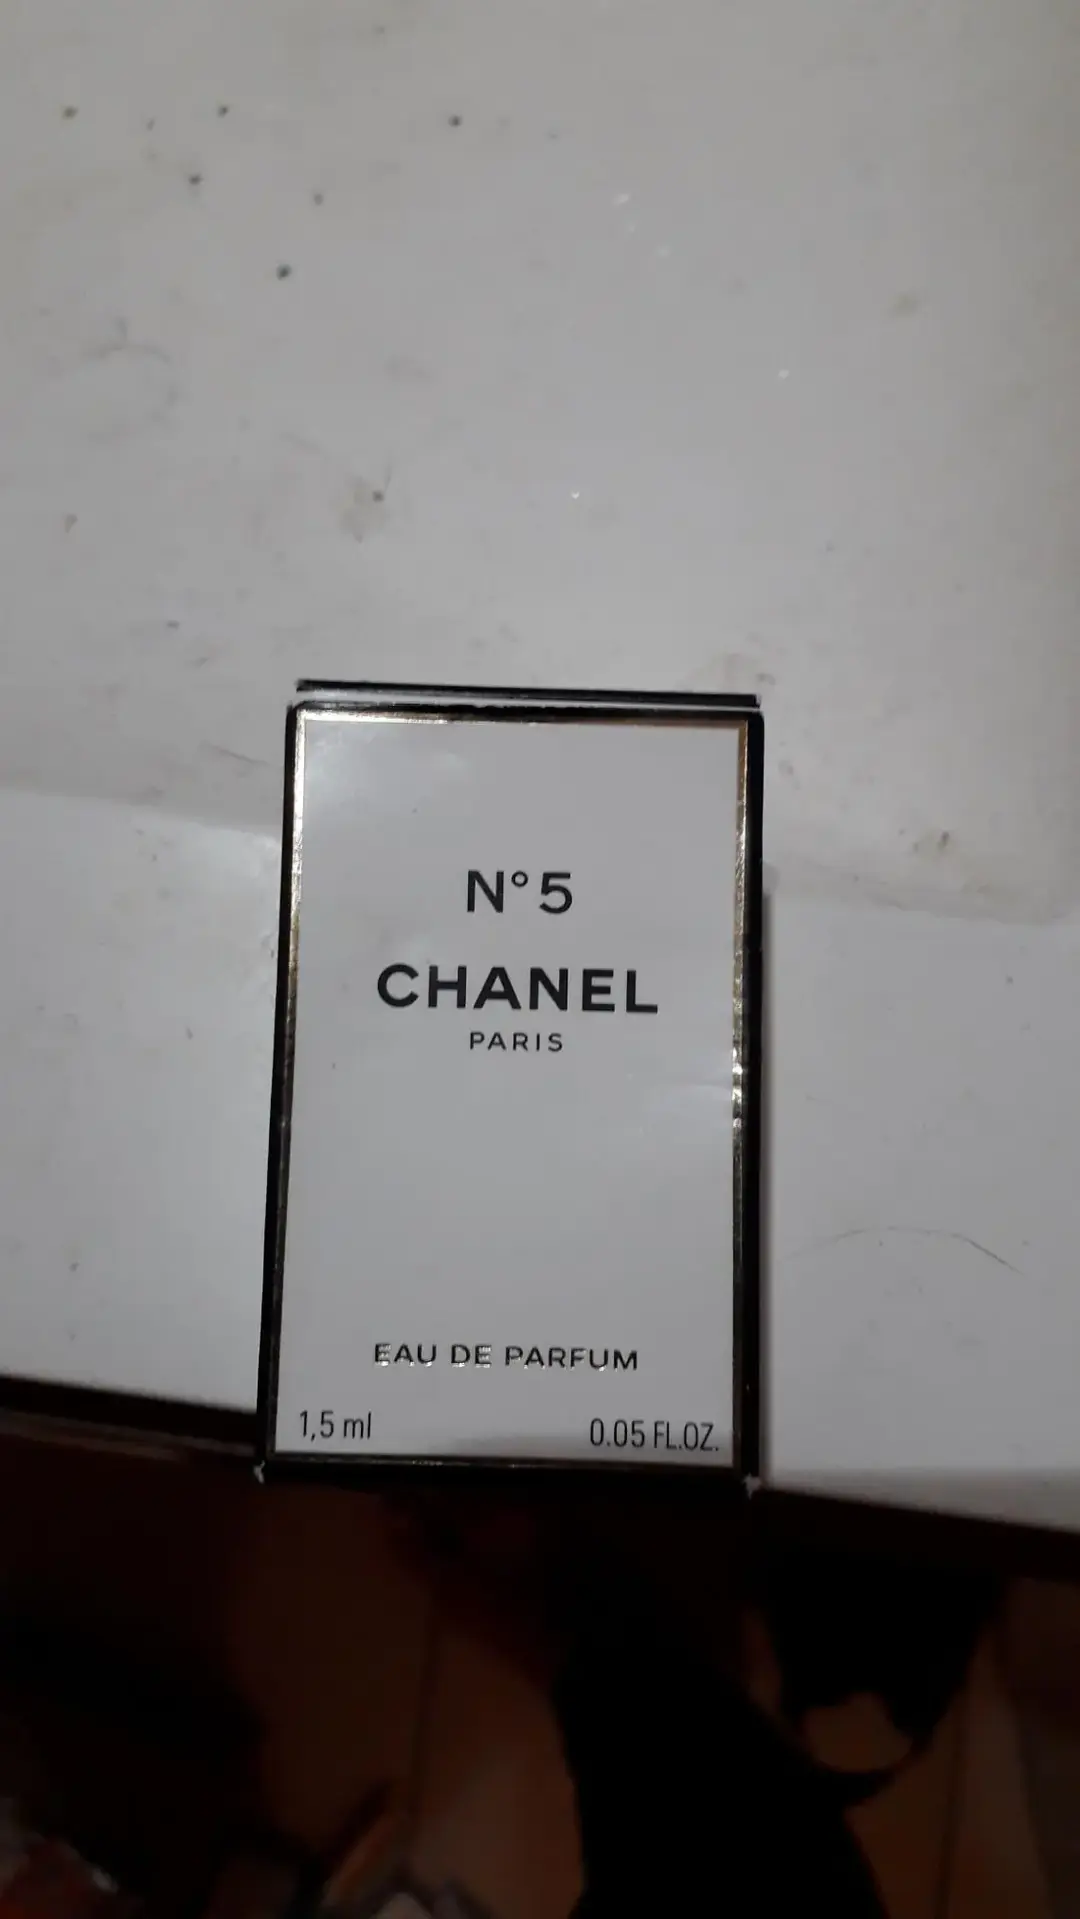 N°5
CHANEL
PARIS
EAU DE PARFUM
1,5 ml 0.05 FL.OZ.